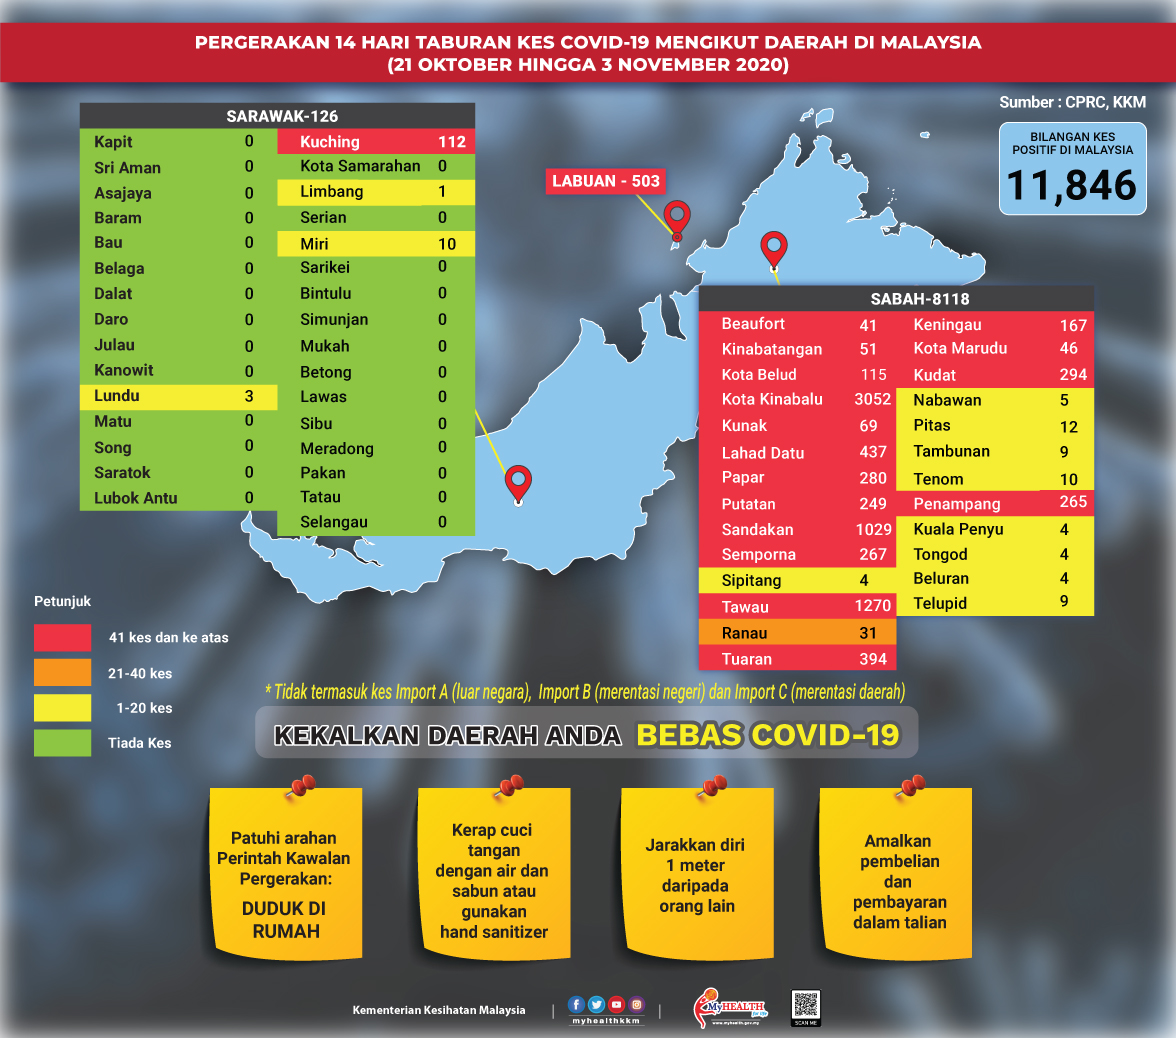 PERGERAKAN 14 HARI TABURAN KES COVID-19 MENGIKUT DAERAH DI MALAYSIA
(21 OKTOBER HINGGA 3 NOVEMBER 2020)
Sumber : CPRC, KKM
BILANGAN KES
POSITIF DI MALAYSIA
11,846
SARAWAK-126
Kapit 0
Sri Aman 0
Asajaya 0
Baram 0
Bau 0
Belaga 0
Dalat 0
Daro 0
Julau 0
Kanowit 0
Lundu 3
Matu 0
Song 0
Saratok 0
Lubok Antu 0
Kuching 112
Kota Samarahan 0
Limbang 1
Serian 0
Miri 10
Sarikei 0
Bintulu 0
Simunjan 0
Mukah 0
Betong 0
Lawas 0
Sibu 0
Meradong 0
Pakan 0
Tatau 0
Selangau 0
LABUAN - 503
SABAH-8118
Beaufort 41
Kinabatangan 51
Kota Belud 115
Kota Kinabalu 3052
Kunak 69
Lahad Datu 437
Papar 280
Putatan 249
Sandakan 1029
Semporna 267
Sipitang 4
Tawau 1270
Ranau 31
Tuaran 394
Keningau 167
Kota Marudu 46
Kudat 294
Nabawan 5
Pitas 12
Tambunan 9
Tenom 10
Penampang 265
Kuala Penyu 4
Tongod 4
Beluran 4
Telupid 9
Petunjuk
41 kes dan ke atas
21-40 kes
1-20 kes
Tiada Kes
* Tidak termasuk kes Import A (luar negara), Import B (merentasi negeri) dan Import C (merentasi daerah)
KEKALKAN DAERAH ANDA BEBAS COVID-19
Patuhi arahan
Perintah Kawalan
Pergerakan:
DUDUK DI
RUMAH
Kerap cuci
tangan
dengan air dan
sabun atau
gunakan
hand sanitizer
Jarakkan diri
1 meter
daripada
orang lain
Amalkan
pembelian
dan
pembayaran
dalam talian
Kementerian Kesihatan Malaysia
myhealthkkm
MyHEALTH
for life
www.myhealth.gov.my
SCAN ME